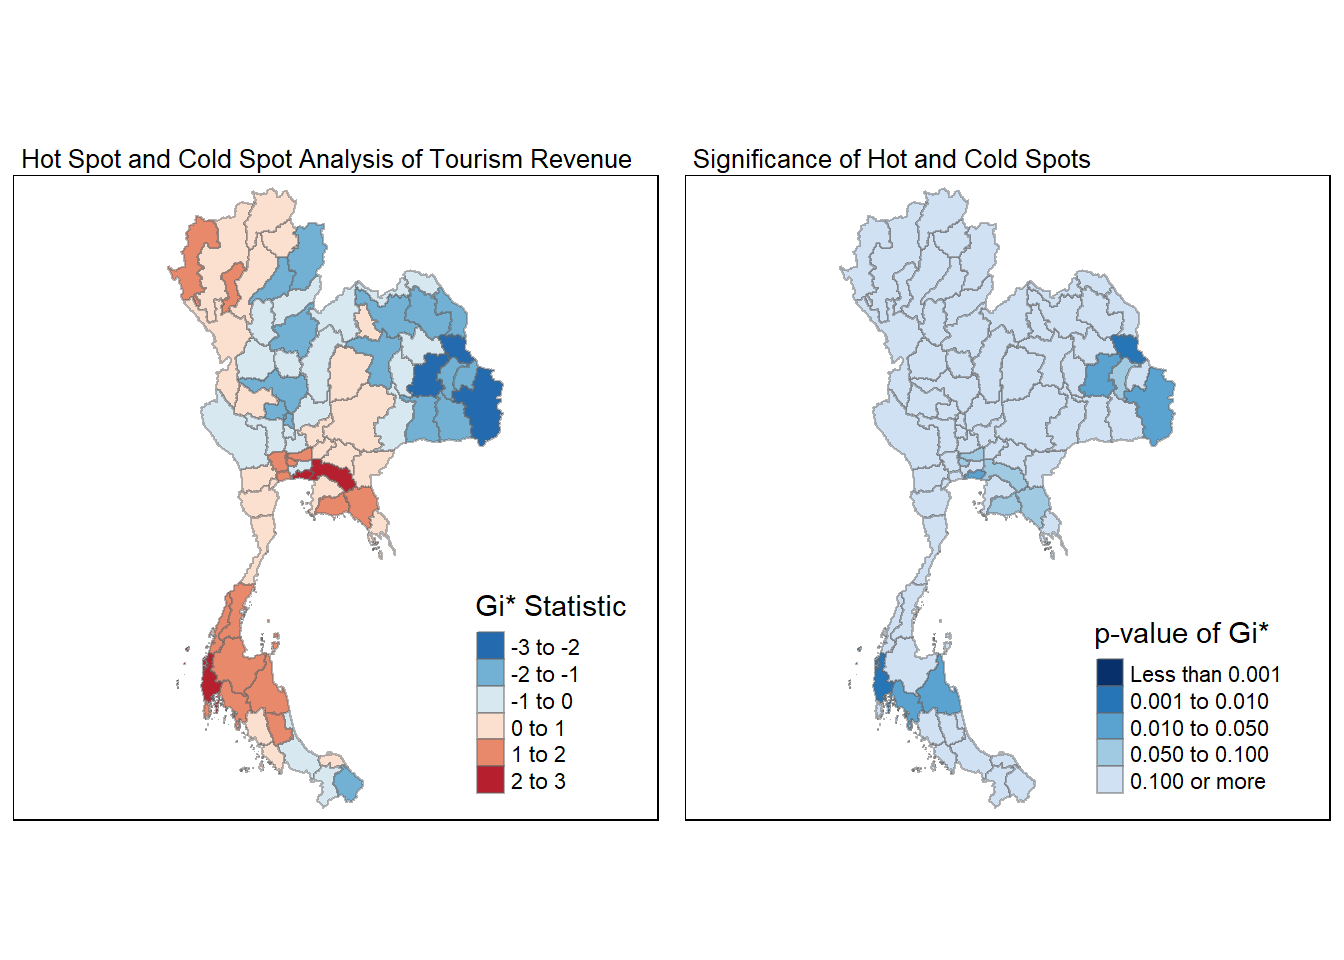 Hot Spot and Cold Spot Analysis of Tourism Revenue
Gi* Statistic
-3 to -2
-2 to -1
-1 to 0
0 to 1
1 to 2
2 to 3
Significance of Hot and Cold Spots
p-value of Gi*
Less than 0.001
0.001 to 0.010
0.010 to 0.050
0.050 to 0.100
0.100 or more